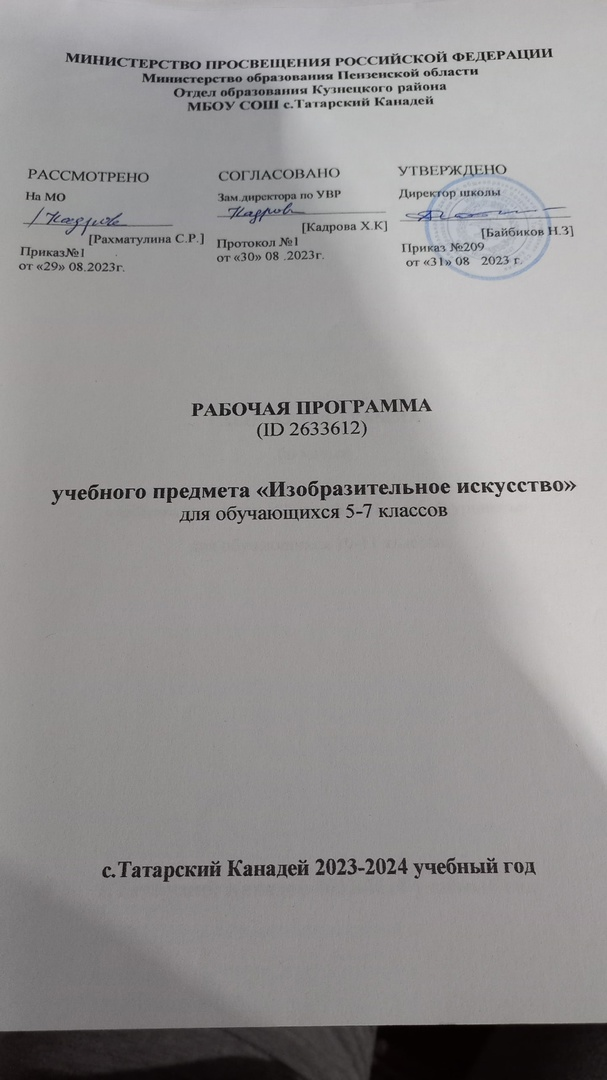 МИНИСТЕРСТВО ПРОСВЕЩЕНИЯ РОССИЙСКОЙ ФЕДЕРАЦИИ
Министерство образования Пензенской области
Отдел образования Кузнецкого района
МБОУ СОШ с.Татарский Канадей
РАССМОТРЕНО
На МО
[Рахматулина С.Р.]
Приказ№1
от «29» 08.2023г.
СОГЛАСОВАНО
Зам.директора по УВР
[Кадрова Х.К]
Протокол №1
от «30» 08 .2023г.
УТВЕРЖДЕНО
Директор школы
[Байбиков Н.З]
Приказ №209
от «31» 08 2023 г.
РАБОЧАЯ ПРОГРАММА
(ID 2633612)
учебного предмета «Изобразительное искусство»
для обучающихся 5-7 классов
с.Татарский Канадей 2023-2024 учебный год